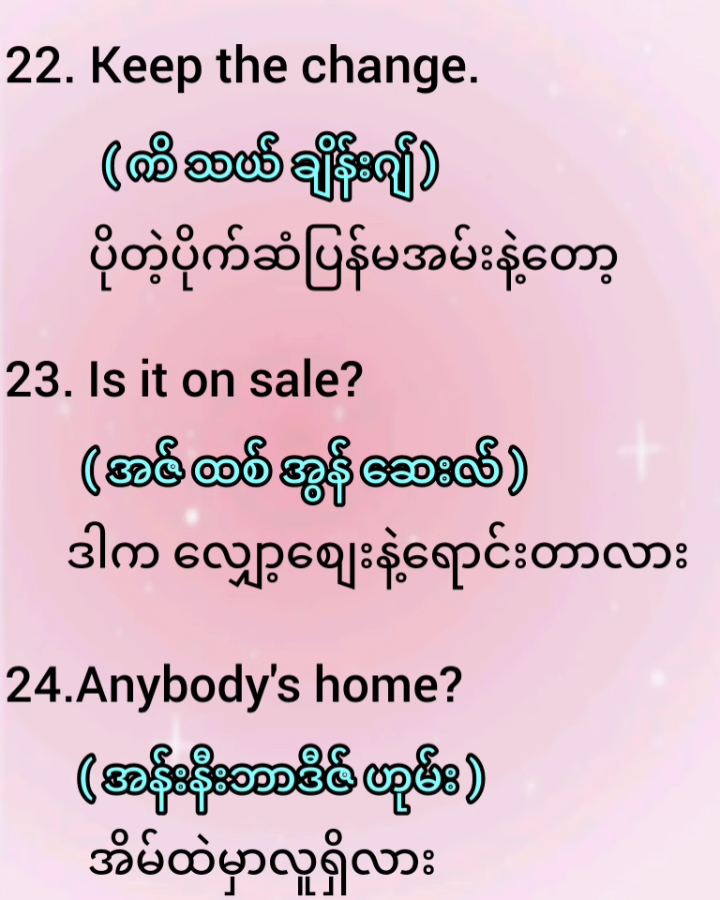 22. Keep the change.
(ကိ သယ် ချိန်းဂျ်)
ပိုတဲ့ပိုက်ဆံပြန်မအမ်းနဲ့တော့
23. Is it on sale?
(အဇ် ထစ် အွန် ဆေးလ်)
ဒါက လျှော့ဈေးနဲ့ရောင်းတာလား
24.Anybody's home?
(အန်းနီးဘာဒီဇ် ဟုမ်း)
အိမ်ထဲမှာလူရှိလား